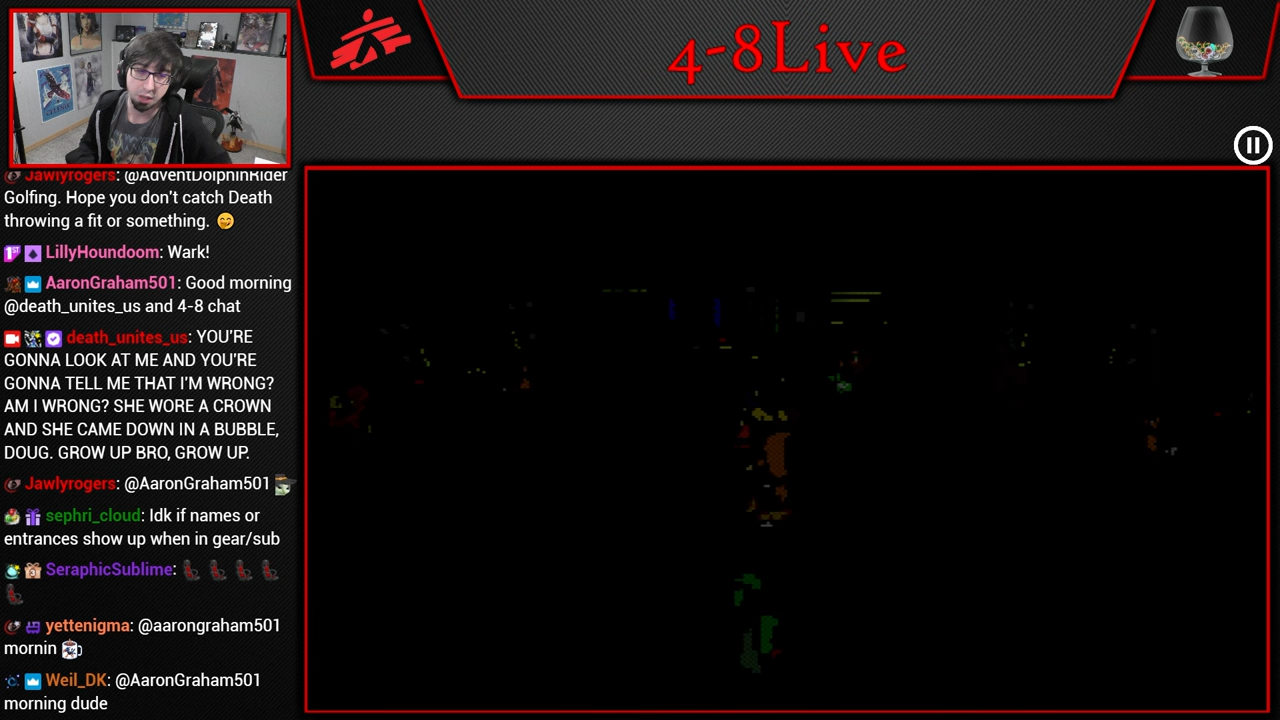 4-8Live
Jawlyrogers: @AdventDolphinRider
Golfing. Hope you don't catch Death
throwing a fit or something.
LillyHoundoom: Wark!
AaronGraham501: Good morning
@death_unites_us and 4-8 chat
death_unites_us: YOU'RE
GONNA LOOK AT ME AND YOU'RE
GONNA TELL ME THAT I'M WRONG?
AM I WRONG? SHE WORE A CROWN
AND SHE CAME DOWN IN A BUBBLE,
DOUG. GROW UP BRO, GROW UP.
Jawlyrogers: @AaronGraham501
sephri_cloud: Idk if names or
entrances show up when in gear/sub
SeraphicSublime:
yettenigma: @aarongraham501
mornin
Weil_DK: @AaronGraham501
morning dude